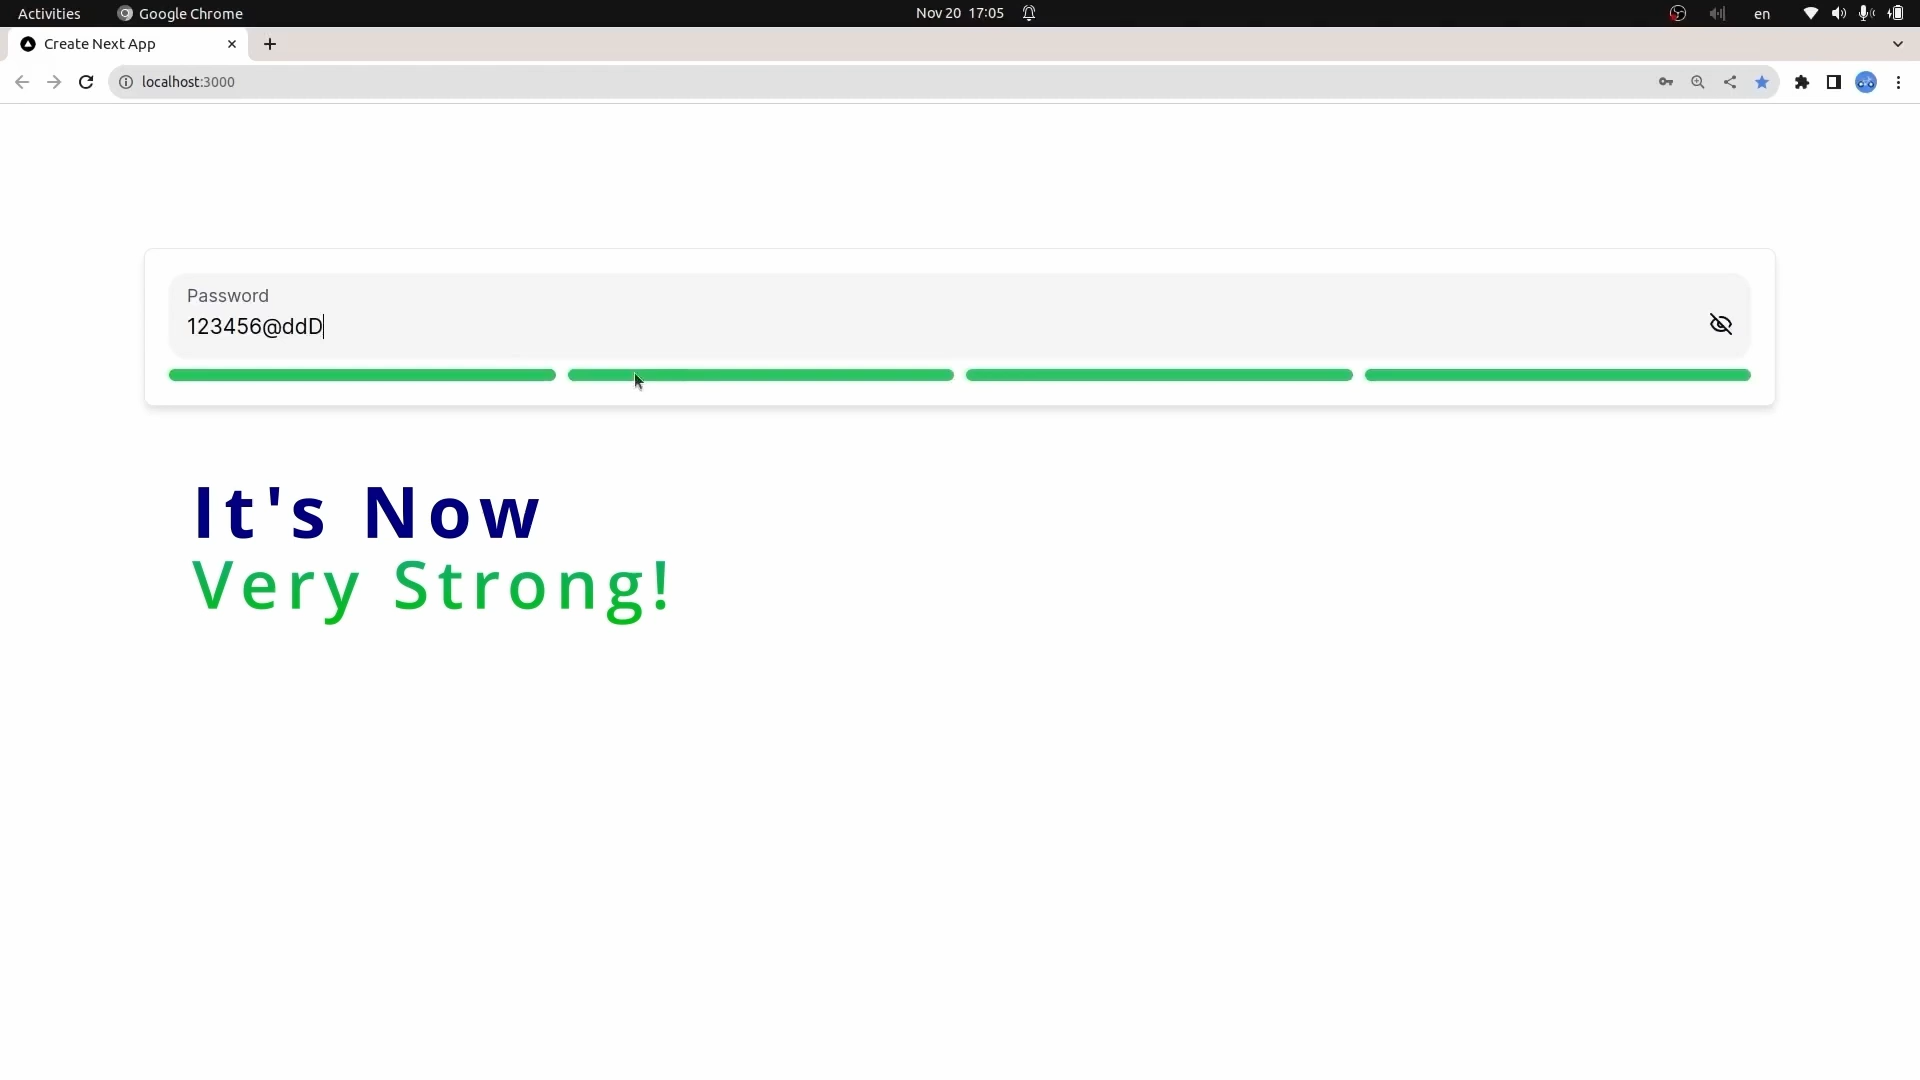 Activities
Google Chrome
Nov 20 17:05
en
Create Next App
localhost:3000
Password
123456@ddD
It's Now
Very Strong!